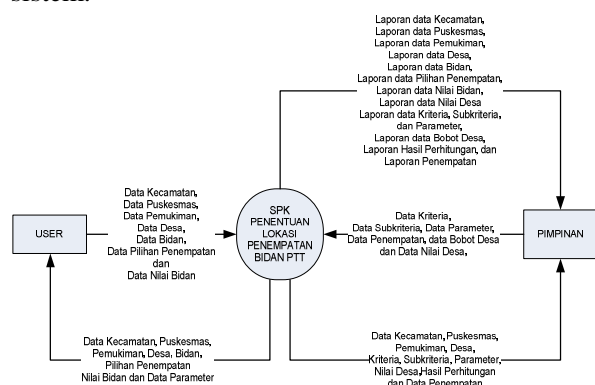 sistem.
Laporan data Kecamatan,
Laporan data Puskesmas,
Laporan data Pemukiman,
Laporan data Desa,
Laporan data Bidan,
Laporan data Pilihan Penempatan,
Laporan data Nilai Bidan,
Laporan data Nilai Desa
Laporan data Kriteria, Subkriteria,
dan Parameter,
Laporan data Bobot Desa,
Laporan Hasil Perhitungan, dan
Laporan Penempatan
USER
Data Kecamatan,
Data Puskesmas,
Data Pemukiman,
Data Desa,
Data Bidan,
Data Pilihan Penempatan
dan
Data Nilai Bidan
SPK
PENENTUAN
LOKASI
PENEMPATAN
BIDAN PTT
Data Kriteria,
Data Subkriteria, Data Parameter,
Data Penempatan, data Bobot Desa
dan Data Nilai Desa,
PIMPINAN
Data Kecamatan, Puskesmas,
Pemukiman, Desa, Bidan,
Pilihan Penempatan
Nilai Bidan dan Data Parameter
Data Kecamatan, Puskesmas,
Pemukiman, Desa,
Kriteria, Subkriteria, Parameter,
Nilai Desa,Hasil Perhitungan
dan Data Penempatan